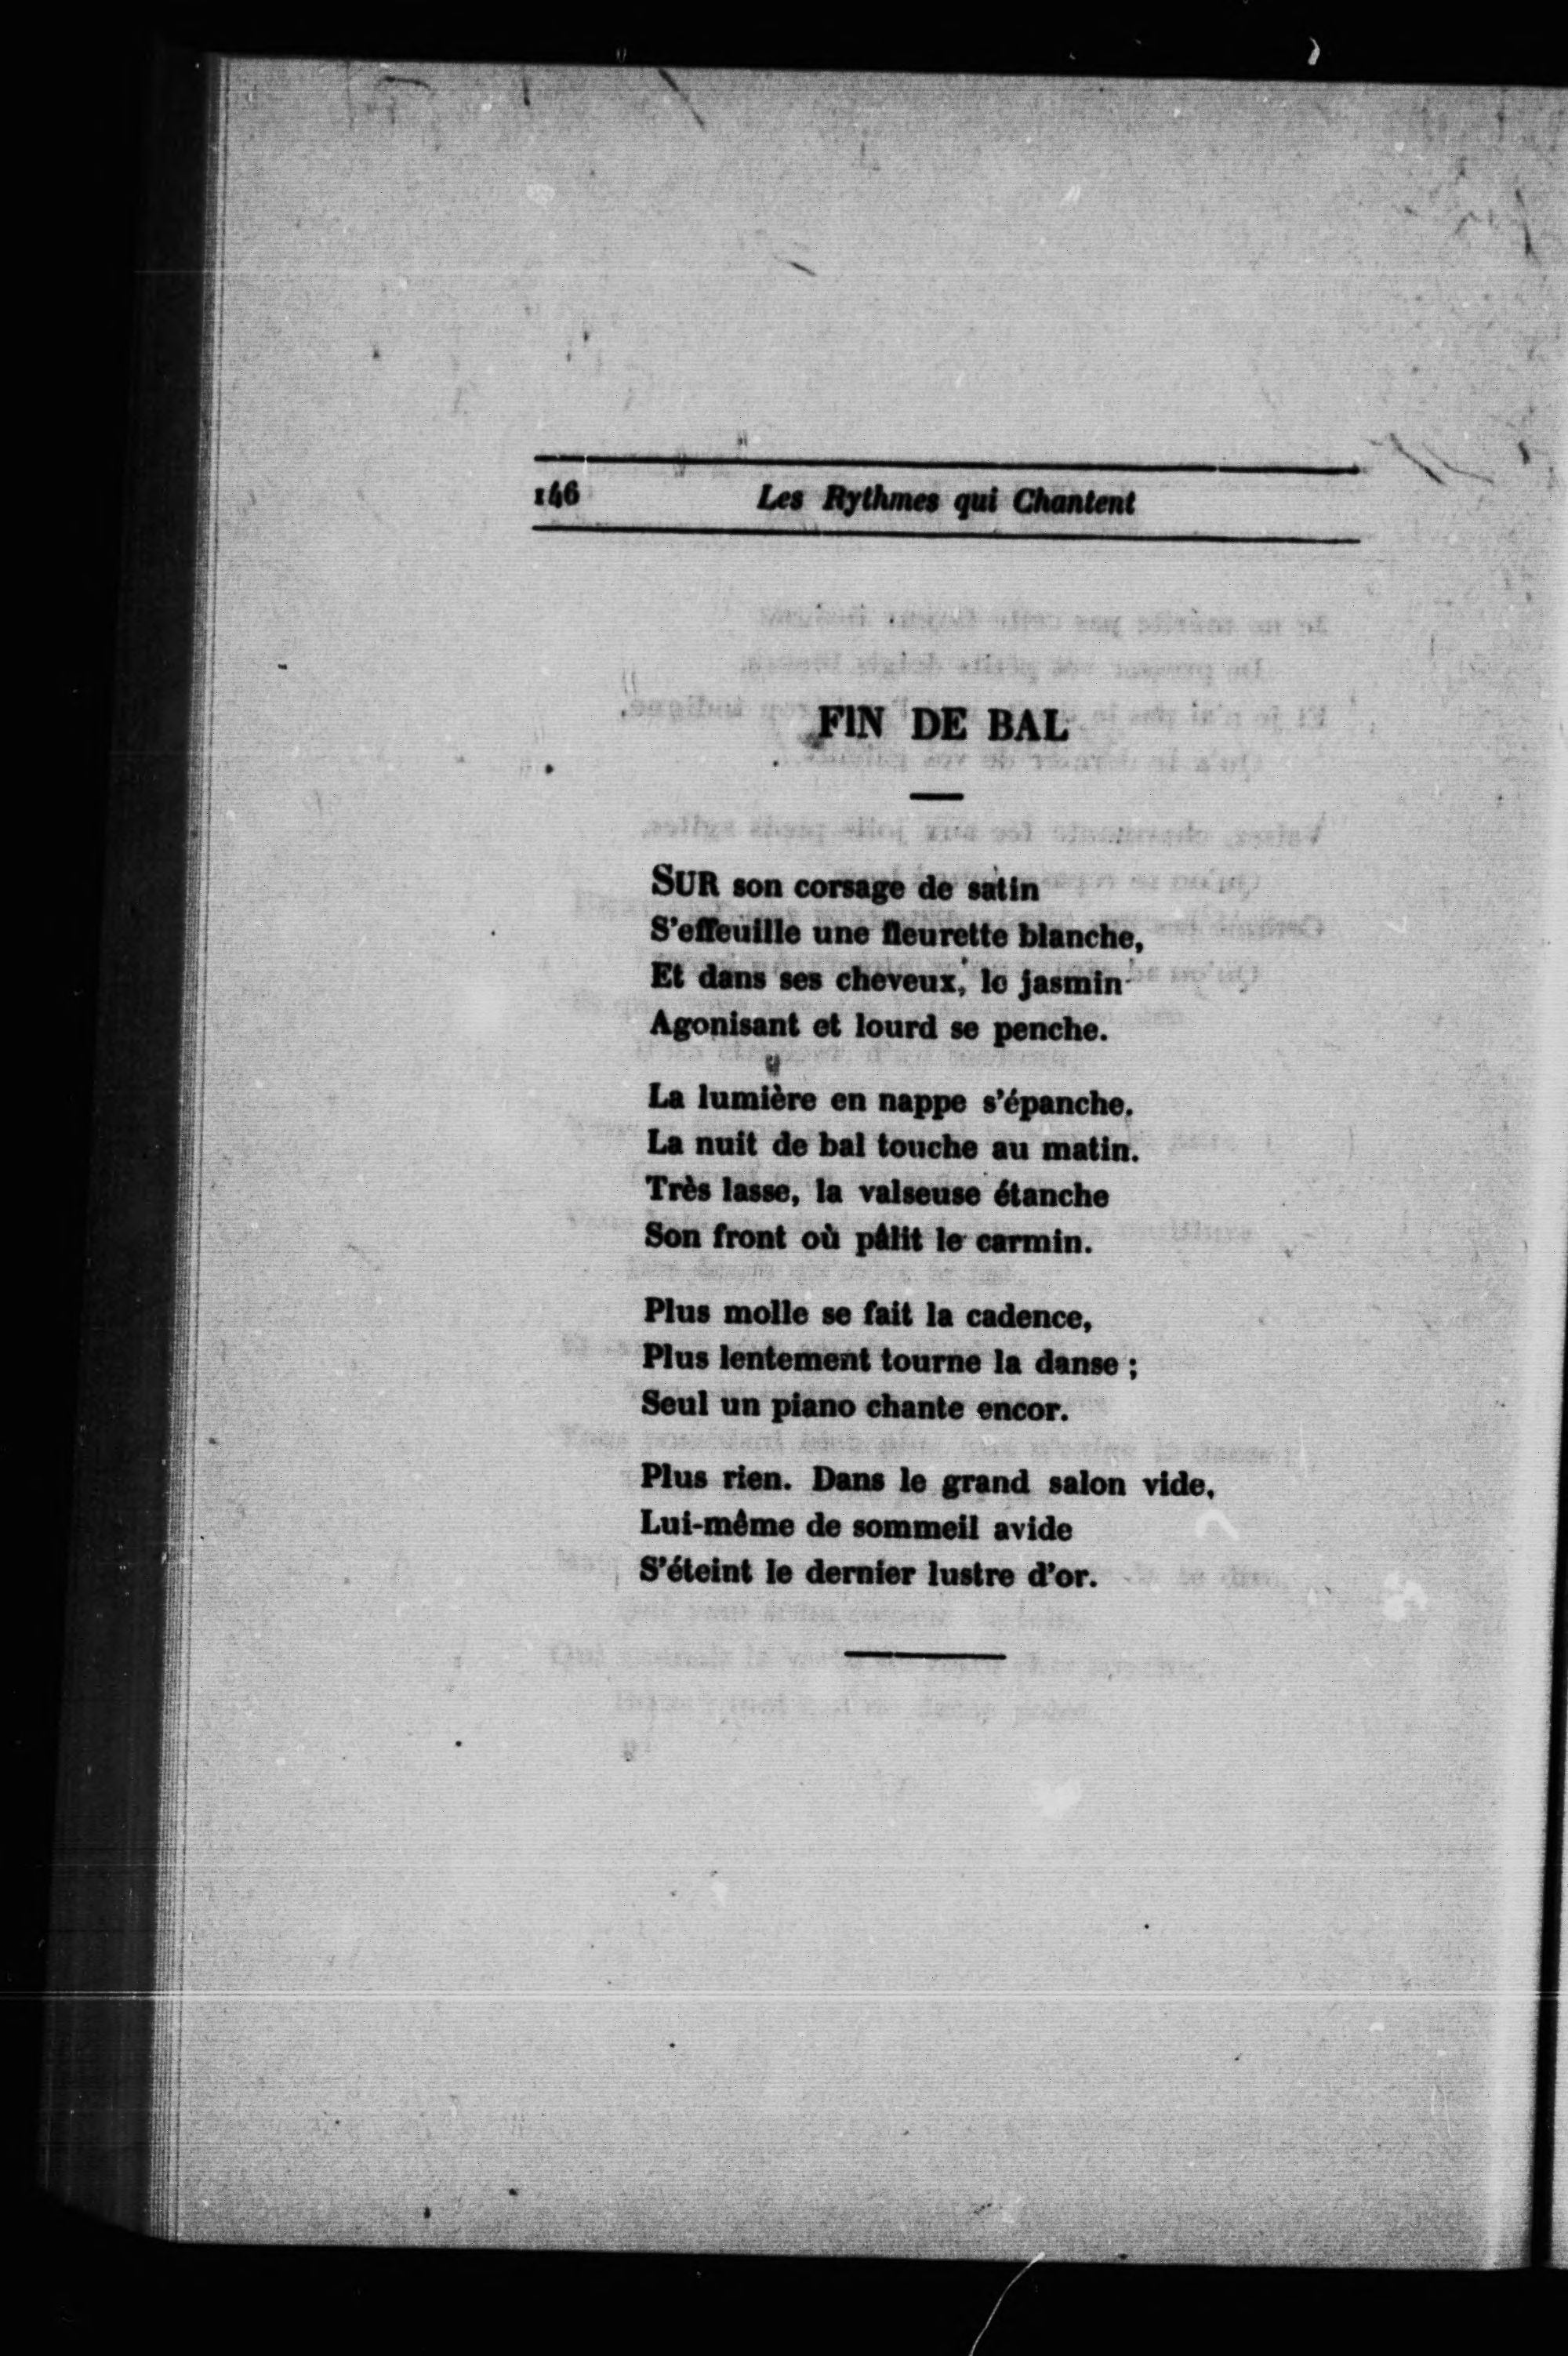 146 Les Rythmes qui Chantent
FIN DE BAL
SUR son corsage de satin
S'effeuille une fleurette blanche,
Et dans ses cheveux, le jasmin
Agonisant et lourd se penche.
La lumière en nappe s'épanche.
La nuit de bal touche au matin.
Très lasse, la valseuse étanche
Son front où pâlit le carmin.
Plus molle se fait la cadence,
Plus lentement tourne la danse ;
Seul un piano chante encor.
Plus rien. Dans le grand salon vide,
Lui-même de sommeil avide
S'éteint le dernier lustre d'or.